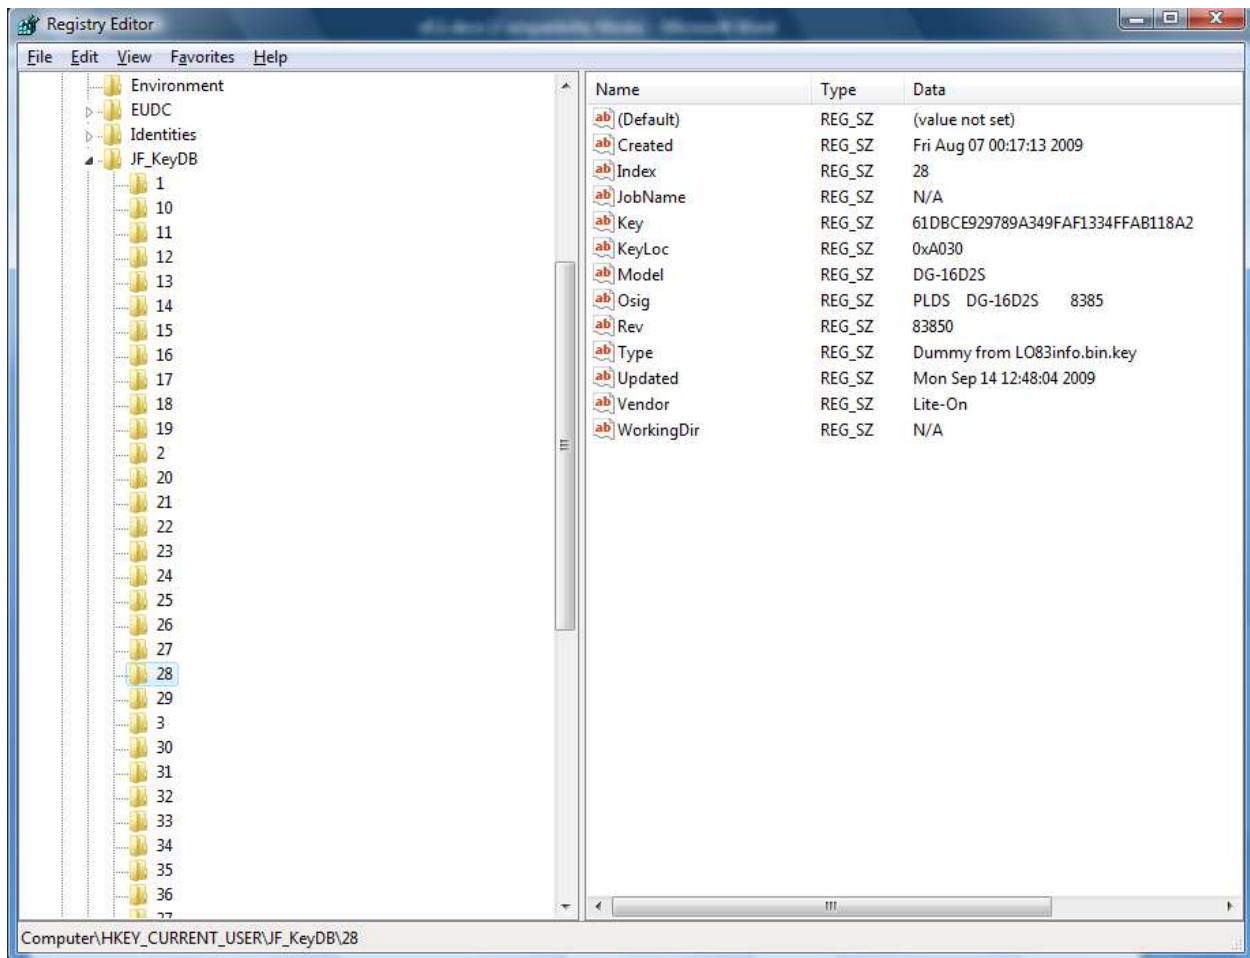 Registry Editor
File Edit View Favorites Help
Environment
EUDC
Identities
JF_KeyDB
1
10
11
12
13
14
15
16
17
18
19
2
20
21
22
23
24
25
26
27
28
29
3
30
31
32
33
34
35
36
37
Name Type Data
(Default) REG_SZ (value not set)
Created REG_SZ Fri Aug 07 00:17:13 2009
Index REG_SZ 28
JobName REG_SZ N/A
Key REG_SZ 61DBCE929789A349FAF1334FFAB118A2
KeyLoc REG_SZ 0xA030
Model REG_SZ DG-16D2S
Osig REG_SZ PLDS DG-16D2S 8385
Rev REG_SZ 83850
Type REG_SZ Dummy from LO83info.bin.key
Updated REG_SZ Mon Sep 14 12:48:04 2009
Vendor REG_SZ Lite-On
WorkingDir REG_SZ N/A
Computer\HKEY_CURRENT_USER\JF_KeyDB\28